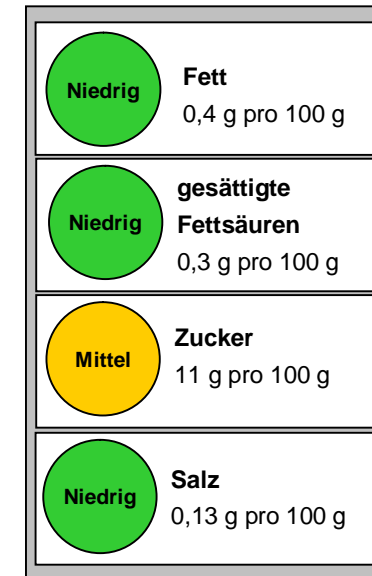 Niedrig
Fett
0,4 g pro 100 g
Niedrig
gesättigte
Fettsäuren
0,3 g pro 100 g
Mittel
Zucker
11 g pro 100 g
Niedrig
Salz
0,13 g pro 100 g